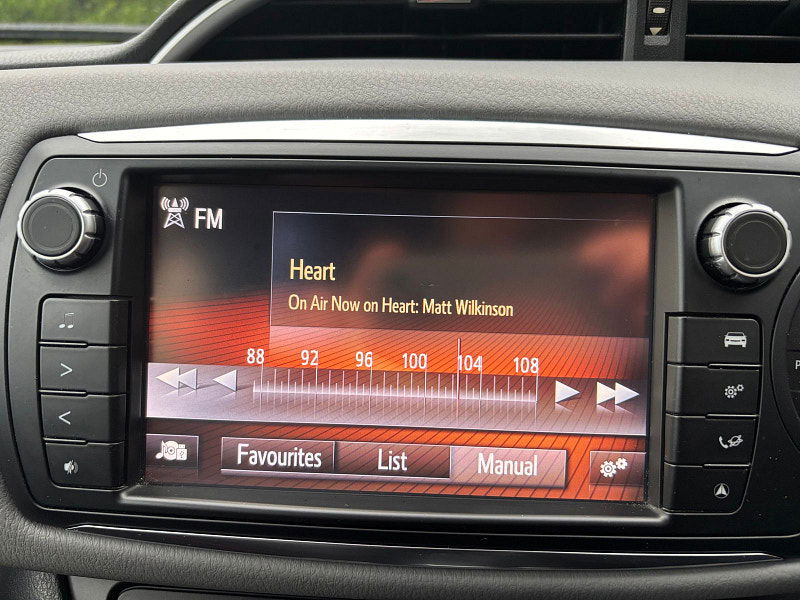 FM
Heart
On Air Now on Heart: Matt Wilkinson
88 92 96 100 104 108
Favourites List Manual
P